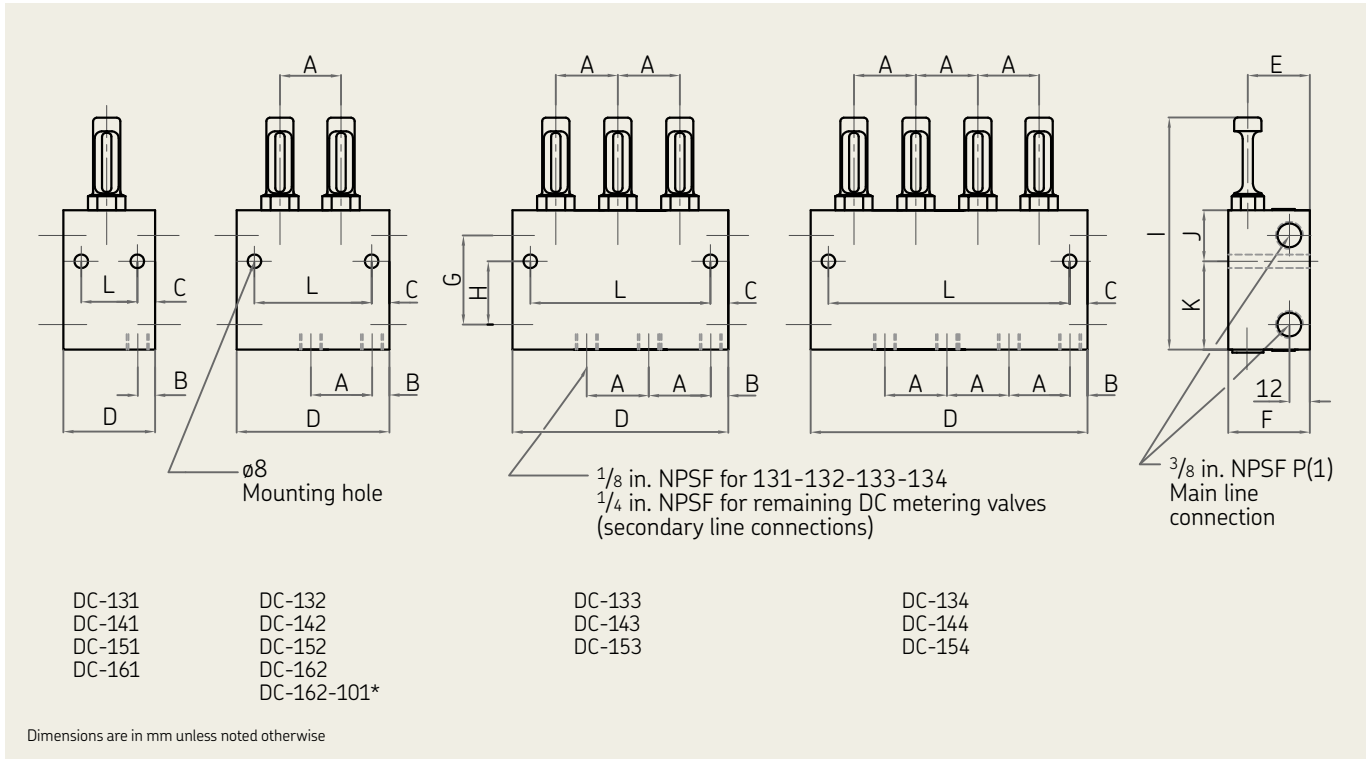 A
A A
A A A
E
I
J
K
G
H
L
C
L
C
L
C
L
C
B
A
B
A A
B
A A A
B
12
D
D
D
D
F
ø8
Mounting hole
1/8 in. NPSF for 131-132-133-134
1/4 in. NPSF for remaining DC metering valves
(secondary line connections)
3/8 in. NPSF P(1)
Main line
connection
DC-131
DC-141
DC-151
DC-161
DC-132
DC-142
DC-152
DC-162
DC-162-101*
DC-133
DC-143
DC-153
DC-134
DC-144
DC-154
Dimensions are in mm unless noted otherwise